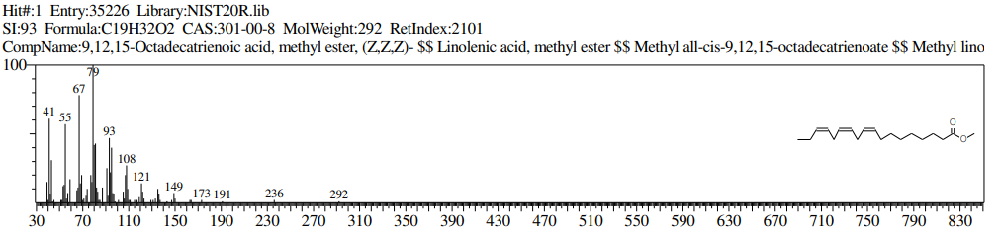 Hit#:1 Entry:35226 Library:NIST20R.lib
SI:93 Formula:C19H32O2 CAS:301-00-8 MolWeight:292 RetIndex:2101
CompName:9,12,15-Octadecatrienoic acid, methyl ester, (Z,Z,Z)- $$ Linolenic acid, methyl ester $$ Methyl all-cis-9,12,15-octadecatrienoate $$ Methyl lino
100
79
67
41
55
93
108
121
149
173
191
236
292
O
O
30 70 110 150 190 230 270 310 350 390 430 470 510 550 590 630 670 710 750 790 830